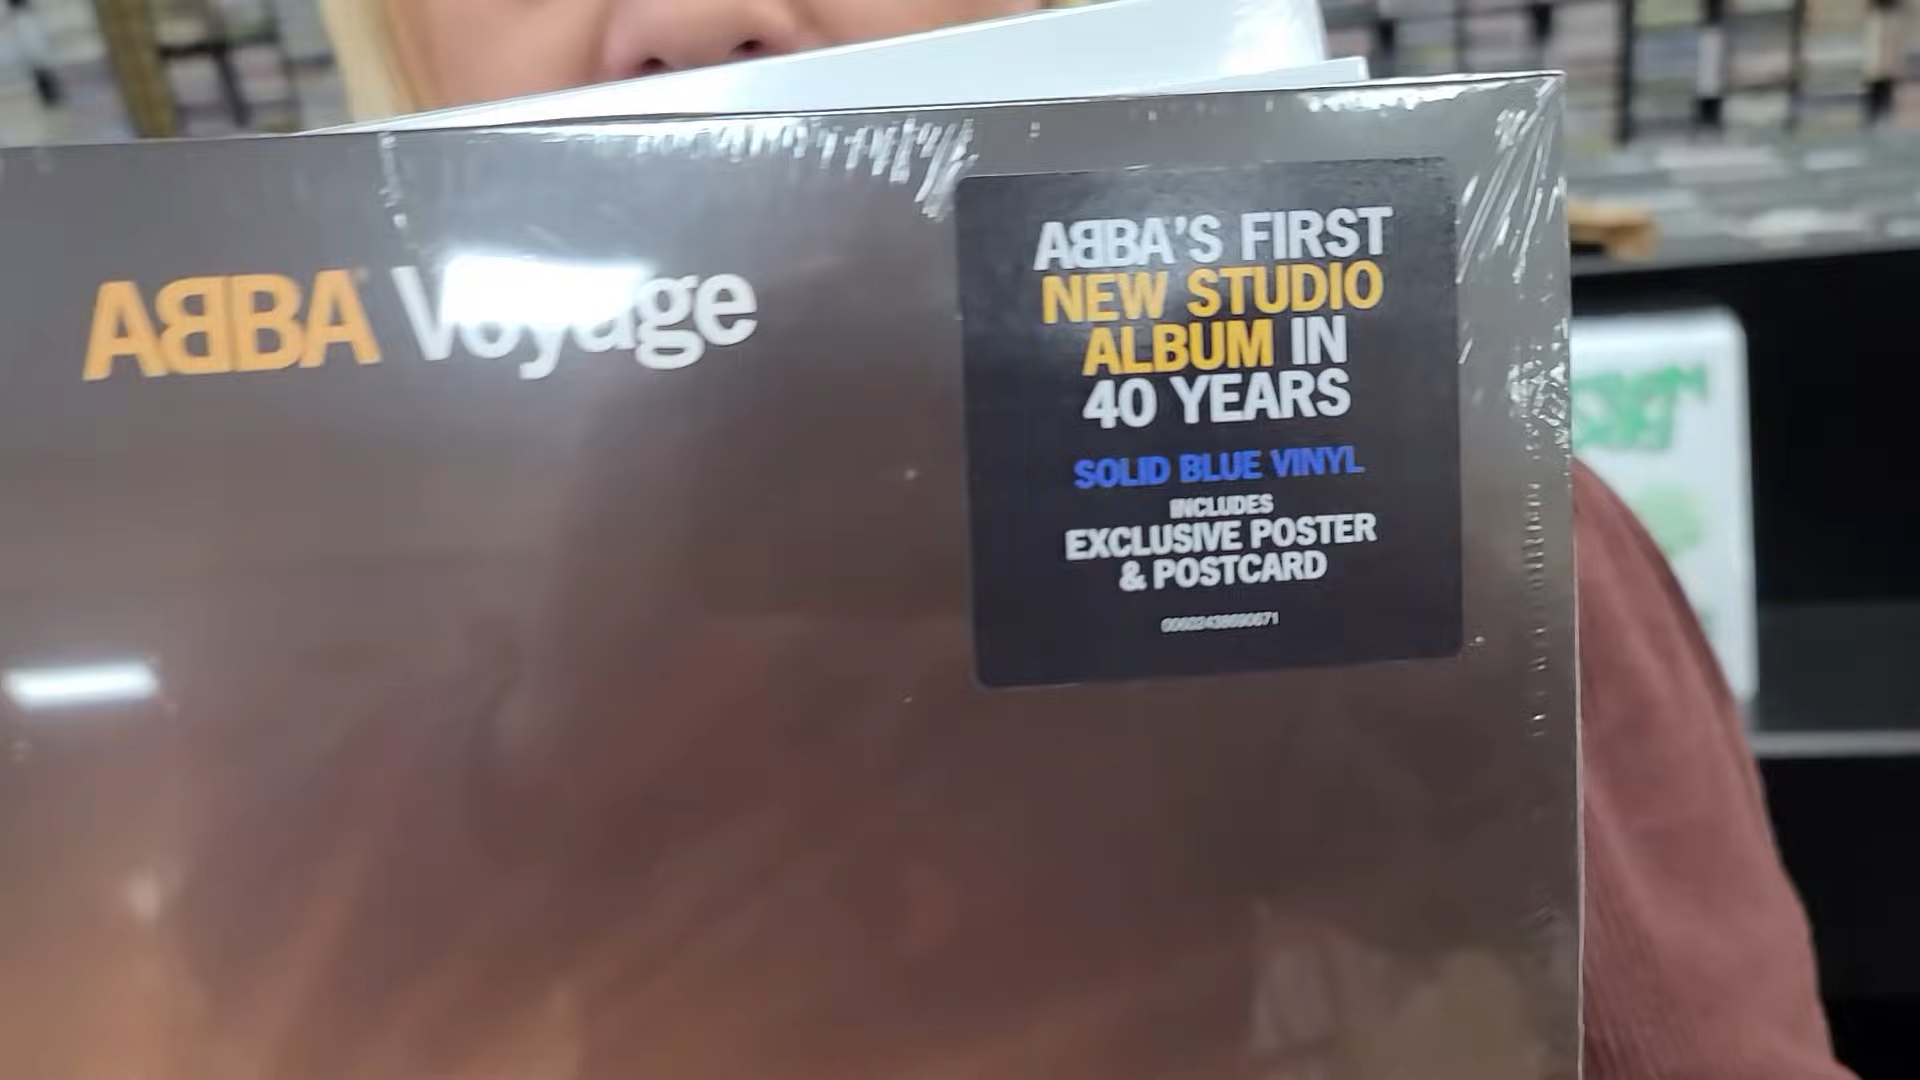 ABBA Voyage
ABBA'S FIRST
NEW STUDIO
ALBUM IN
40 YEARS
SOLID BLUE VINYL
INCLUDES
EXCLUSIVE POSTER
& POSTCARD